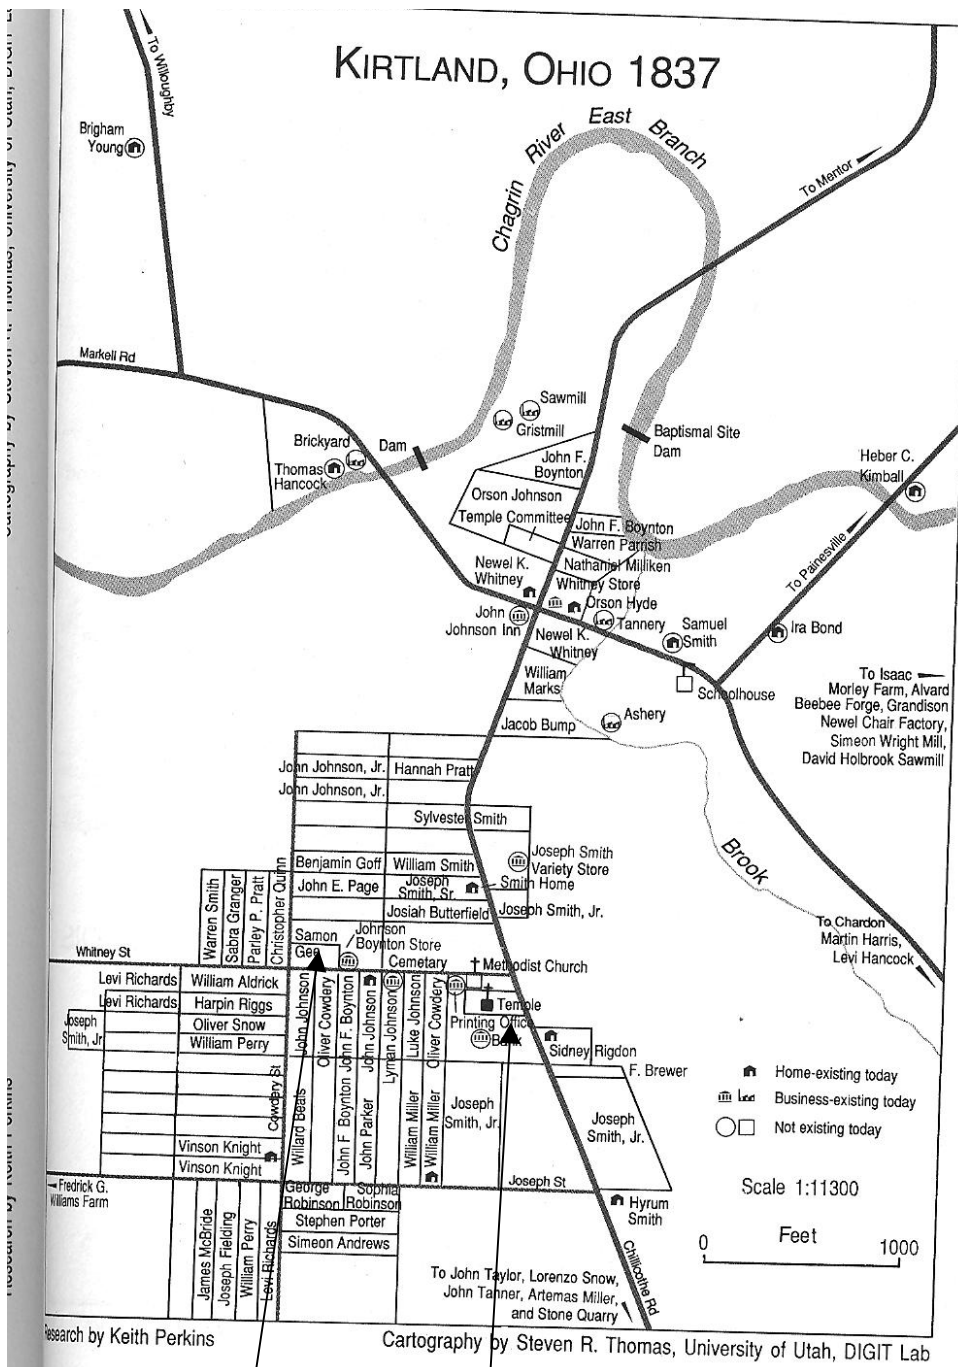 KIRTLAND, OHIO 1837
To Willoughby
Brigham
Young
Chagrin
River
East
Branch
To Mentor
Markell Rd
Sawmill
Gristmill
Brickyard
Dam
Thomas
Hancock
Baptismal Site
Dam
Heber C.
Kimball
John F.
Boynton
Orson Johnson
Temple Committee
John F. Boynton
Warren Parrish
Nathaniel Milliken
Newel K.
Whitney
Whitney Store
Orson Hyde
Tannery
To Painesville
John
Johnson Inn
Newel K.
Whitney
Samuel
Smith
Ira Bond
William
Marks
Schoolhouse
To Isaac
Morley Farm, Alvard
Beebee Forge, Grandison
Newel Chair Factory,
Simeon Wright Mill,
David Holbrook Sawmill
Jacob Bump
Ashery
John Johnson, Jr.
Hannah Pratt
John Johnson, Jr.
Sylvester Smith
Brook
Benjamin Goff
William Smith
Joseph Smith
Variety Store
John E. Page
Joseph
Smith, Sr.
Smith Home
Josiah Butterfield
Joseph Smith, Jr.
Warren Smith
Sabra Granger
Parley P. Pratt
Christopher Quinn
Samon
Gee
Johnson
Boynton Store
Cemetary
Methodist Church
To Chardon
Martin Harris,
Levi Hancock
Whitney St
Levi Richards
William Aldrick
Levi Richards
Harpin Riggs
Joseph
Smith, Jr
Oliver Snow
William Perry
John Johnson
Oliver Cowdery
John F. Boynton
John Johnson
Lyman Johnson
Luke Johnson
Oliver Cowdery
Temple
Printing Office
Bank
Sidney Rigdon
F. Brewer
Cowdery St
Willard Beats
John F Boynton
John Parker
William Miller
William Miller
Joseph
Smith, Jr.
Joseph
Smith, Jr.
Vinson Knight
Vinson Knight
Home-existing today
Business-existing today
Not existing today
Joseph St
Fredrick G.
Williams Farm
James McBride
Joseph Fielding
William Perry
Levi Richards
George
Robinson
Sophia
Robinson
Stephen Porter
Simeon Andrews
Hyrum
Smith
Scale 1:11300
Feet
0
1000
Chillicothe Rd
To John Taylor, Lorenzo Snow,
John Tanner, Artemas Miller,
and Stone Quarry
Research by Keith Perkins
Cartography by Steven R. Thomas, University of Utah, DIGIT Lab